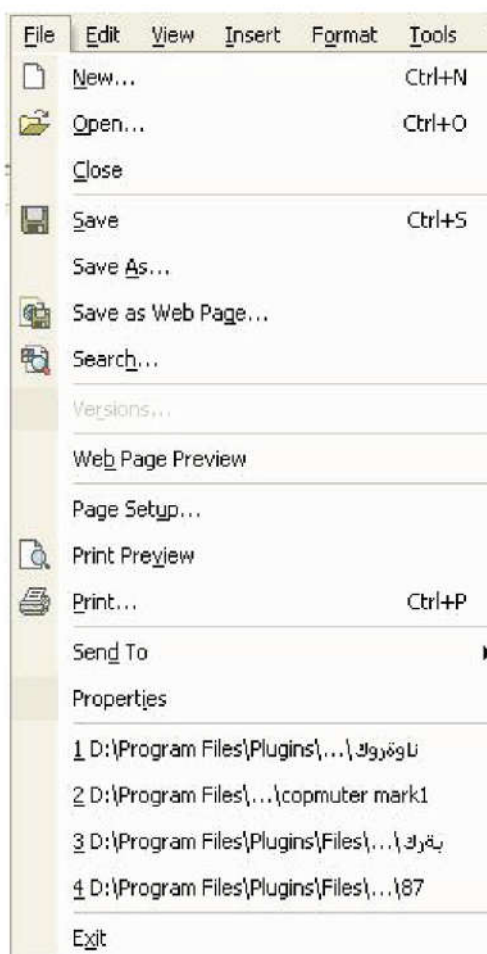 File Edit View Insert Format Tools
New... Ctrl+N
Open... Ctrl+O
Close
Save Ctrl+S
Save As...
Save as Web Page...
Search...
Versions...
Web Page Preview
Page Setup...
Print Preview
Print... Ctrl+P
Send To
Properties
1 D:\Program Files\Plugins\...\ناوةروك
2 D:\Program Files\...\copmuter mark1
3 D:\Program Files\Plugins\Files\...\بةرك
4 D:\Program Files\Plugins\Files\...\87
Exit